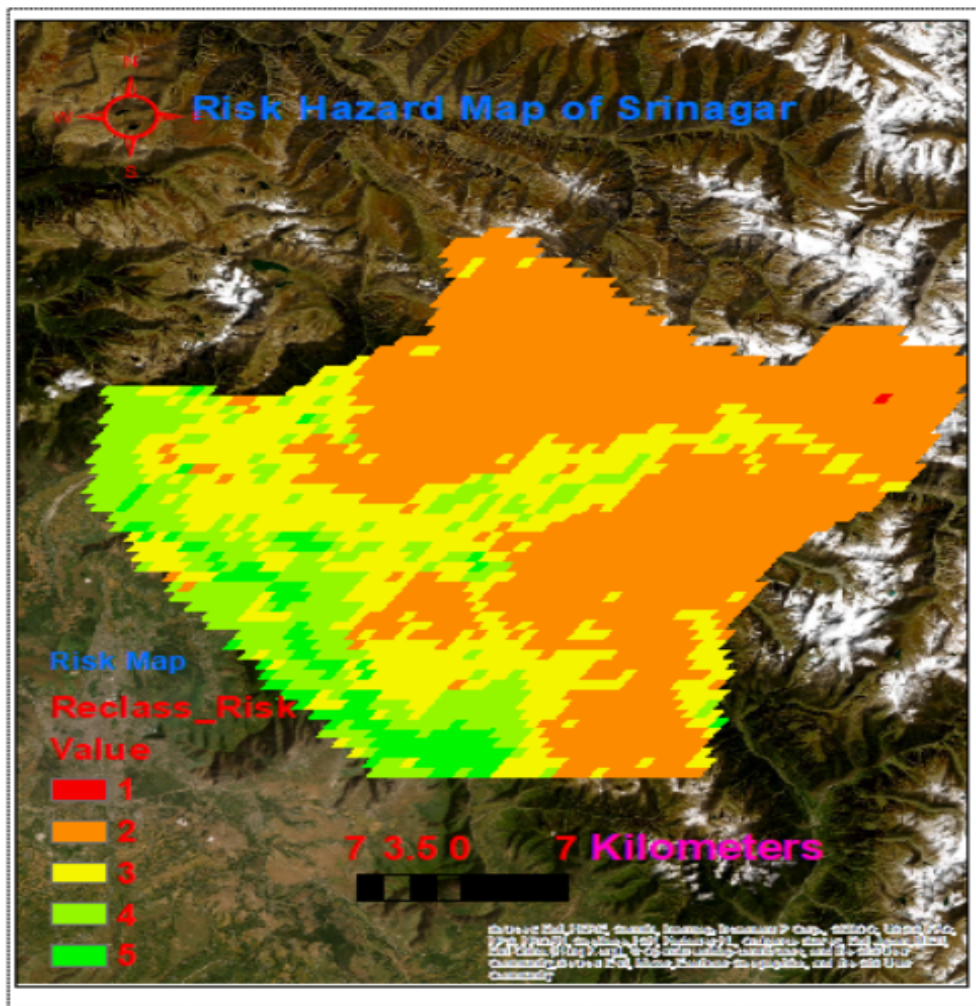 N
Risk Hazard Map of Srinagar
W
S
Risk Map
Reclass_Risk
Value
1
2
3
4
5
7 3.5 0 7 Kilometers
Community